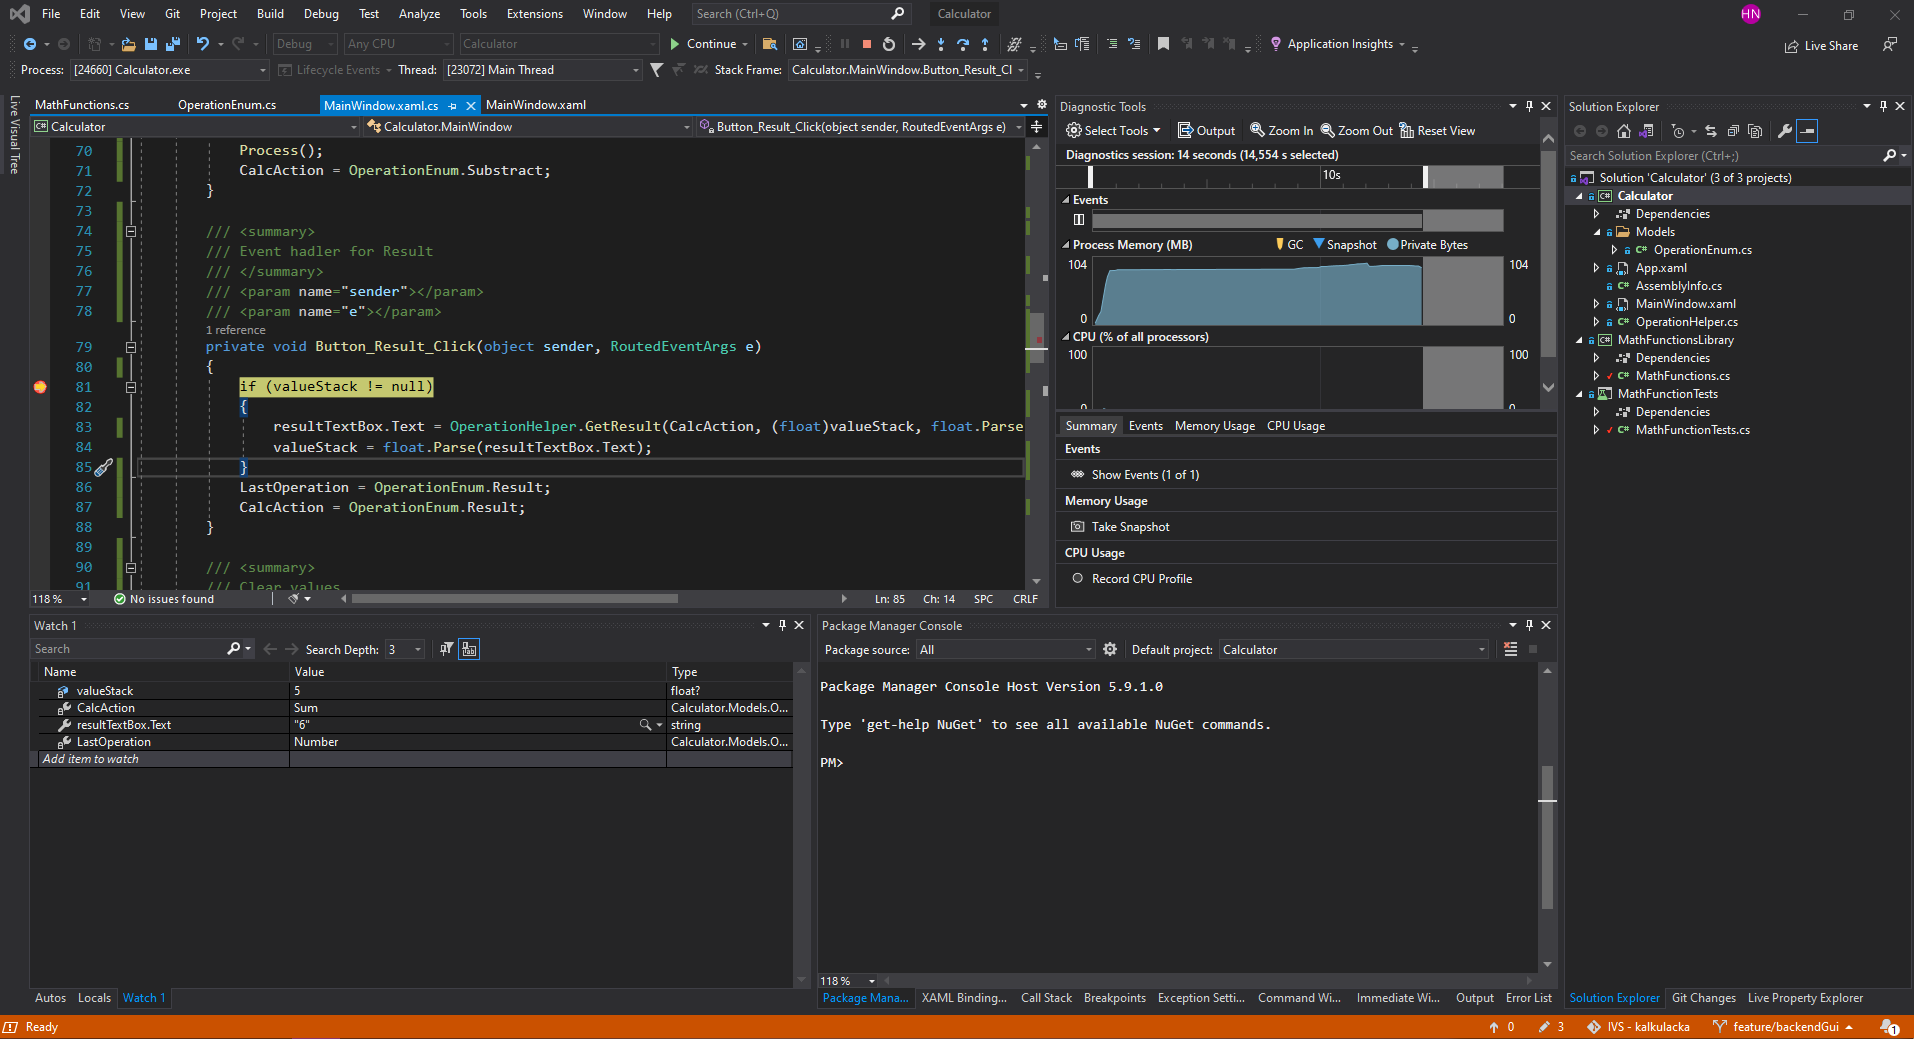 File Edit View Git Project Build Debug Test Analyze Tools Extensions Window Help Search (Ctrl+Q) Calculator HN
Debug Any CPU Calculator Continue Application Insights Live Share
Process: [24660] Calculator.exe Lifecycle Events Thread: [23072] Main Thread Stack Frame: Calculator.MainWindow.Button_Result_Cl
Live Visual Tree
MathFunctions.cs OperationEnum.cs MainWindow.xaml.cs MainWindow.xaml
Calculator Calculator.MainWindow Button_Result_Click(object sender, RoutedEventArgs e)
70 Process();
71 CalcAction = OperationEnum.Substract;
72 }
73
74 /// <summary>
75 /// Event hadler for Result
76 /// </summary>
77 /// <param name="sender"></param>
78 /// <param name="e"></param>
1 reference
79 private void Button_Result_Click(object sender, RoutedEventArgs e)
80 {
81 if (valueStack != null)
82 {
83 resultTextBox.Text = OperationHelper.GetResult(CalcAction, (float)valueStack, float.Parse
84 valueStack = float.Parse(resultTextBox.Text);
85 }
86 LastOperation = OperationEnum.Result;
87 CalcAction = OperationEnum.Result;
88 }
89
90 /// <summary>
91 /// Clear values
118 % No issues found Ln: 85 Ch: 14 SPC CRLF
Diagnostic Tools
Select Tools Output Zoom In Zoom Out Reset View
Diagnostics session: 14 seconds (14,554 s selected)
10s
Events
Process Memory (MB) GC Snapshot Private Bytes
104 104
0 0
CPU (% of all processors)
100 100
0 0
Summary Events Memory Usage CPU Usage
Events
Show Events (1 of 1)
Memory Usage
Take Snapshot
CPU Usage
Record CPU Profile
Solution Explorer
Search Solution Explorer (Ctrl+;)
Solution 'Calculator' (3 of 3 projects)
C# Calculator
Dependencies
Models
C# OperationEnum.cs
App.xaml
C# AssemblyInfo.cs
MainWindow.xaml
C# OperationHelper.cs
C# MathFunctionsLibrary
Dependencies
C# MathFunctions.cs
MathFunctionTests
Dependencies
C# MathFunctionTests.cs
Watch 1
Search Search Depth: 3
Name Value Type
valueStack 5 float?
CalcAction Sum Calculator.Models.O...
resultTextBox.Text "6" string
LastOperation Number Calculator.Models.O...
Add item to watch
Autos Locals Watch 1
Package Manager Console
Package source: All Default project: Calculator
Package Manager Console Host Version 5.9.1.0
Type 'get-help NuGet' to see all available NuGet commands.
PM>
118 %
Package Mana... XAML Binding... Call Stack Breakpoints Exception Setti... Command Wi... Immediate Wi... Output Error List
Solution Explorer Git Changes Live Property Explorer
Ready 0 3 IVS - kalkulacka feature/backendGui 1